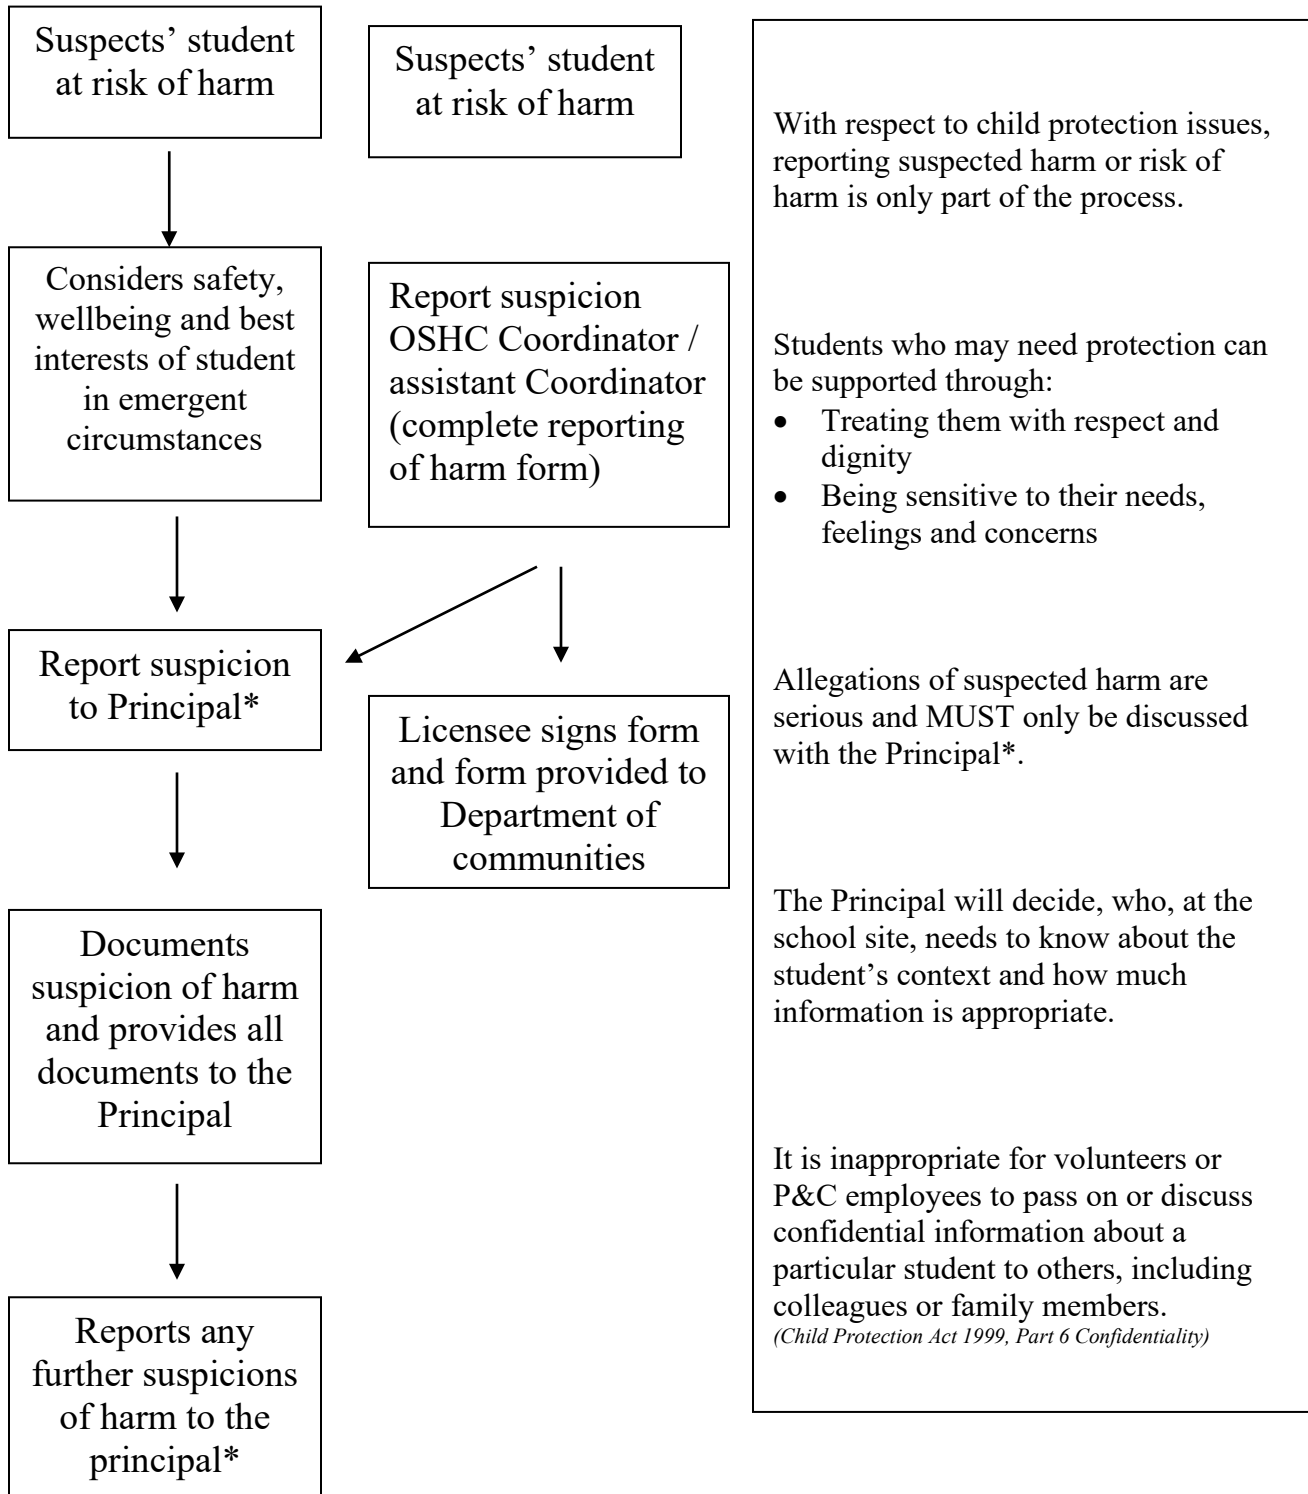 Suspects’ student
at risk of harm
Considers safety,
wellbeing and best
interests of student
in emergent
circumstances
Report suspicion
to Principal*
Documents
suspicion of harm
and provides all
documents to the
Principal
Reports any
further suspicions
of harm to the
principal*
Suspects’ student
at risk of harm
Report suspicion
OSHC Coordinator /
assistant Coordinator
(complete reporting
of harm form)
Licensee signs form
and form provided to
Department of
communities
With respect to child protection issues,
reporting suspected harm or risk of
harm is only part of the process.
Students who may need protection can
be supported through:
• Treating them with respect and
dignity
• Being sensitive to their needs,
feelings and concerns
Allegations of suspected harm are
serious and MUST only be discussed
with the Principal*.
The Principal will decide, who, at the
school site, needs to know about the
student’s context and how much
information is appropriate.
It is inappropriate for volunteers or
P&C employees to pass on or discuss
confidential information about a
particular student to others, including
colleagues or family members.
(Child Protection Act 1999, Part 6 Confidentiality)